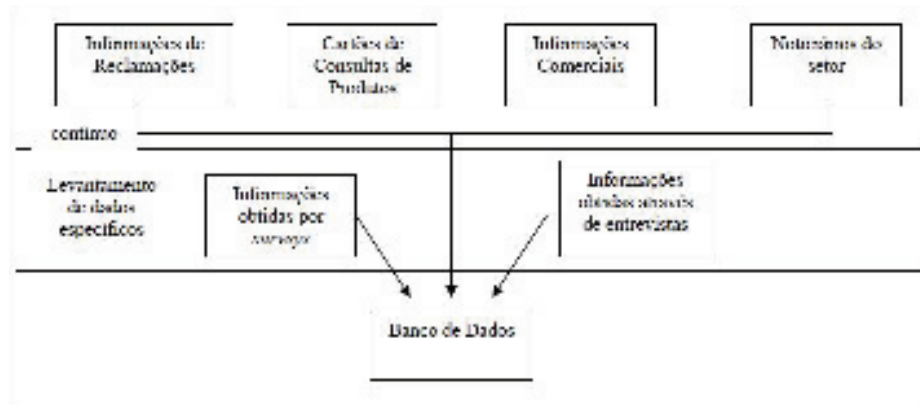 Informações de
Reclamações
Cartões de
Consultas de
Produtos
Informações
Comerciais
Noticiários do
setor
contínuo
Levantamento
de dados
específicos
Informações
obtidas por
surveys
Informações
obtidas através
de entrevistas
Banco de Dados